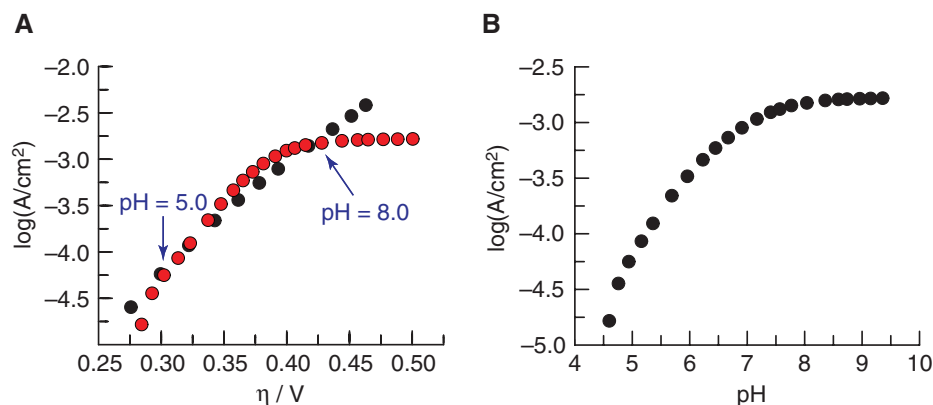 A
log(A/cm²)
−2.0
−2.5
−3.0
−3.5
−4.0
−4.5
pH = 5.0
pH = 8.0
0.25 0.30 0.35 0.40 0.45 0.50
η / V
B
log(A/cm²)
−2.5
−3.0
−3.5
−4.0
−4.5
−5.0
4 5 6 7 8 9 10
pH